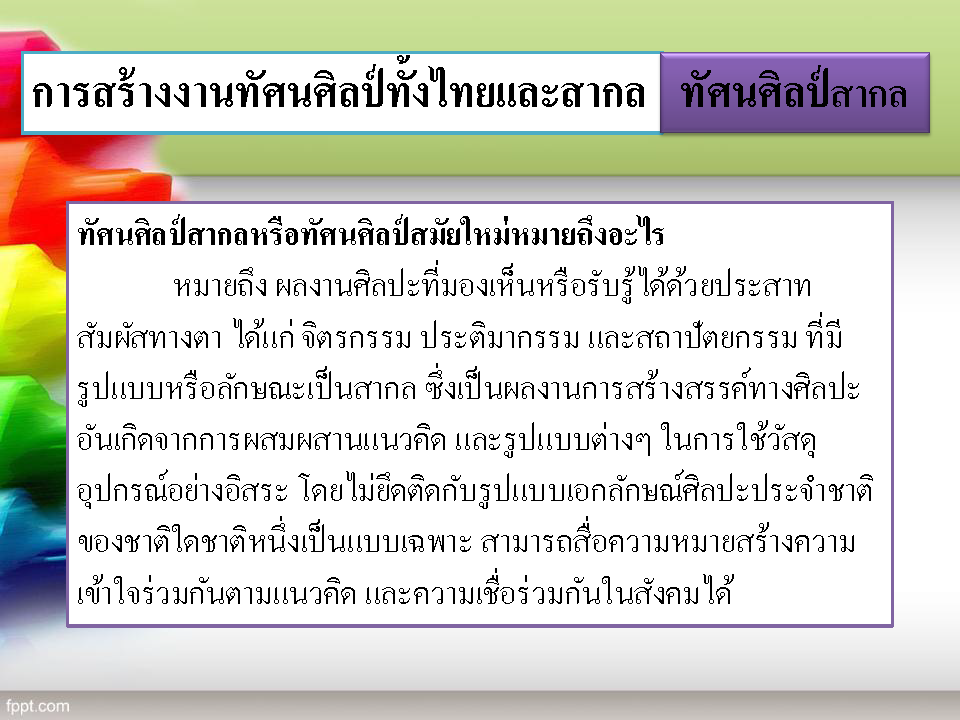 การสร้างงานทัศนศิลป์ทั้งไทยและสากล
ทัศนศิลป์สากล
ทัศนศิลป์สากลหรือทัศนศิลป์สมัยใหม่หมายถึงอะไร
หมายถึง ผลงานศิลปะที่มองเห็นหรือรับรู้ได้ด้วยประสาท
สัมผัสทางตา ได้แก่ จิตรกรรม ประติมากรรม และสถาปัตยกรรม ที่มี
รูปแบบหรือลักษณะเป็นสากล ซึ่งเป็นผลงานการสร้างสรรค์ทางศิลปะ
อันเกิดจากการผสมผสานแนวคิด และรูปแบบต่างๆ ในการใช้วัสดุ
อุปกรณ์อย่างอิสระ โดยไม่ยึดติดกับรูปแบบเอกลักษณ์ศิลปะประจำชาติ
ของชาติใดชาติหนึ่งเป็นแบบเฉพาะ สามารถสื่อความหมายสร้างความ
เข้าใจร่วมกันตามแนวคิด และความเชื่อร่วมกันในสังคมได้
fppt.com